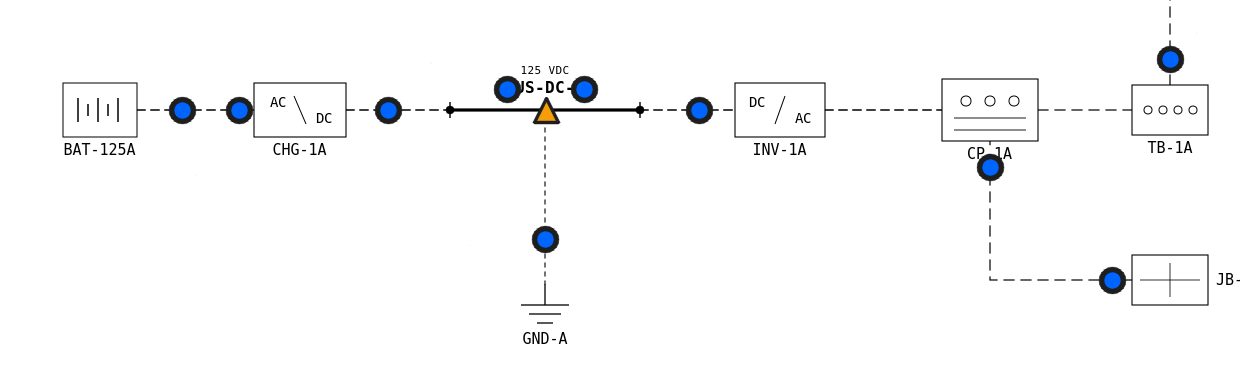 125 VDC
AC
DC
DC
AC
BAT-125A
CHG-1A
INV-1A
TB-1A
GND-A